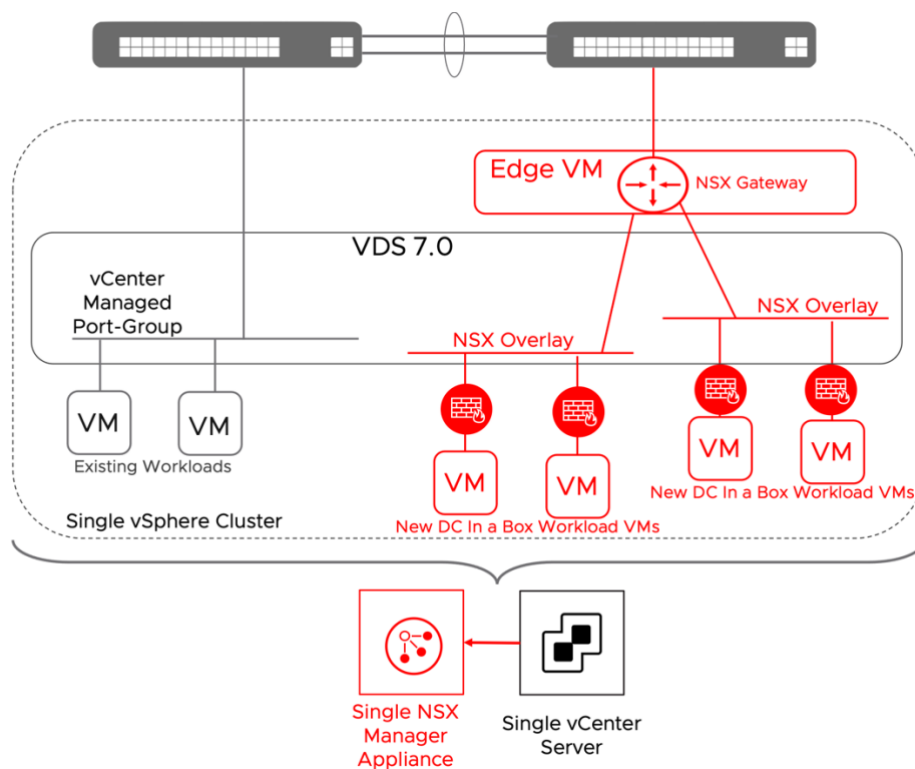 Edge VM
NSX Gateway
VDS 7.0
vCenter
Managed
Port-Group
NSX Overlay
NSX Overlay
VM
VM
Existing Workloads
VM
VM
New DC In a Box Workload VMs
VM
VM
New DC In a Box Workload VMs
Single vSphere Cluster
Single NSX
Manager
Appliance
Single vCenter
Server